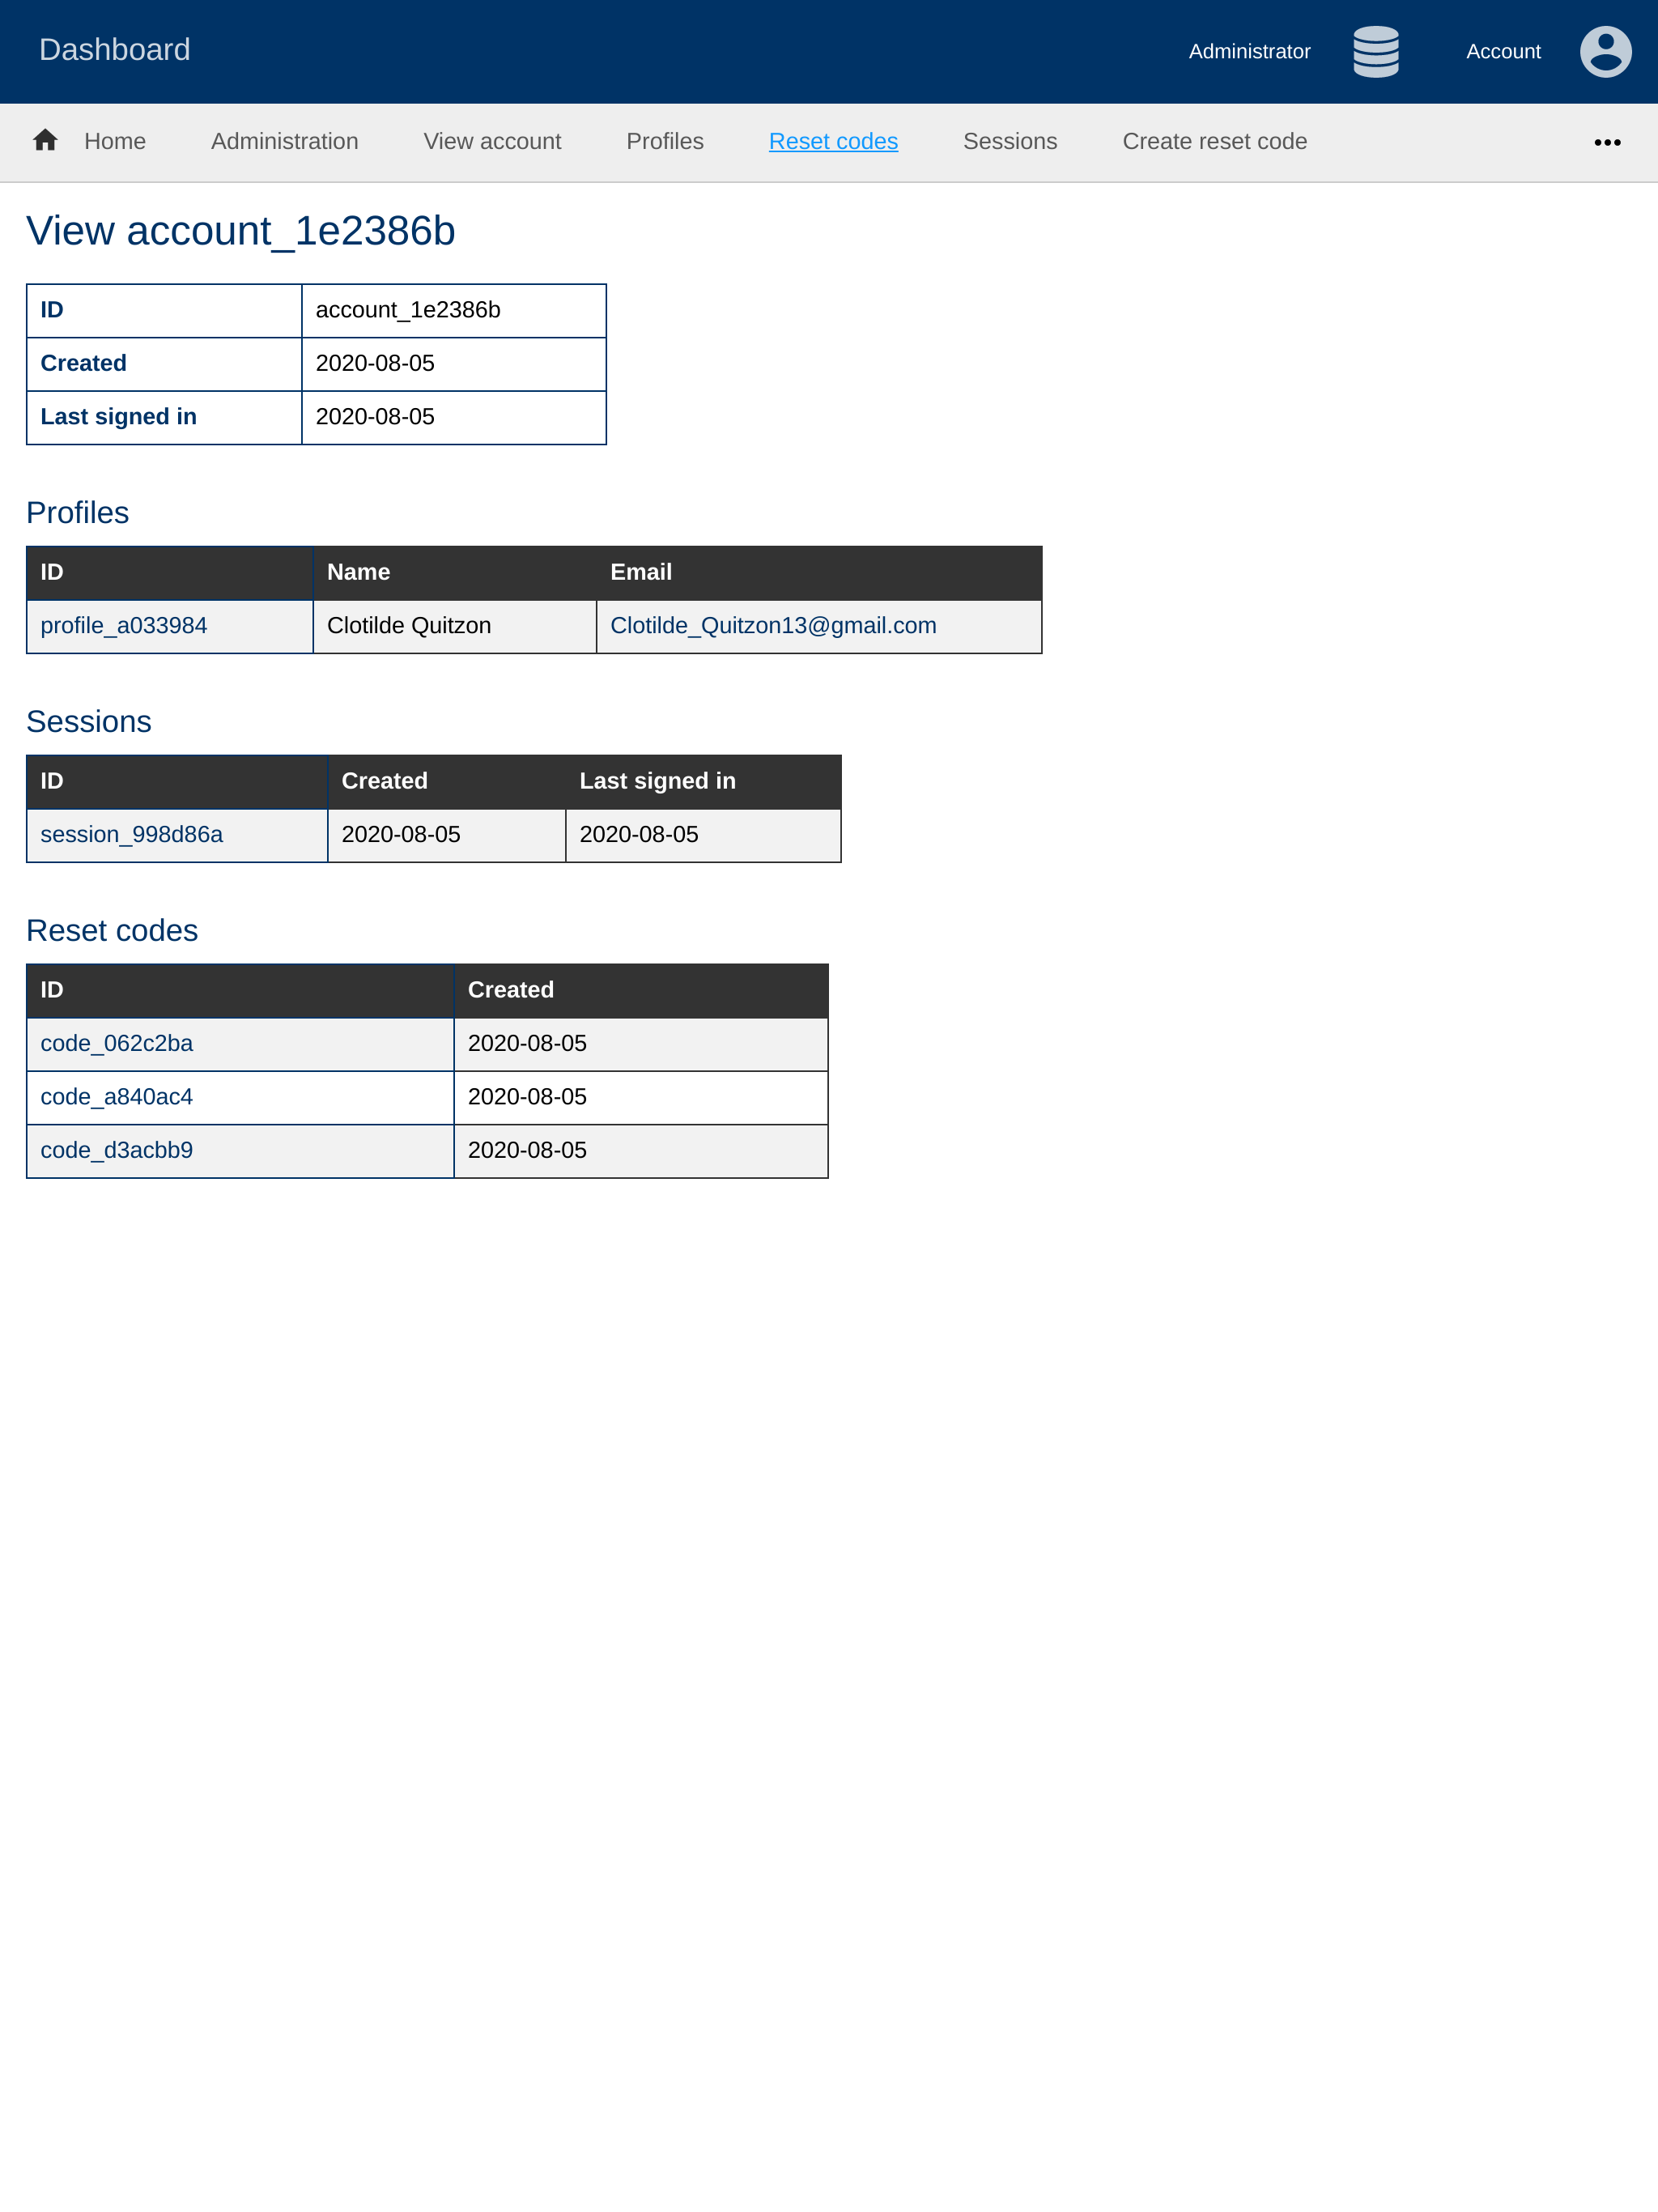 Dashboard Administrator Account
Home Administration View account Profiles Reset codes Sessions Create reset code
View account_1e2386b
ID account_1e2386b
Created 2020-08-05
Last signed in 2020-08-05
Profiles
ID Name Email
profile_a033984 Clotilde Quitzon Clotilde_Quitzon13@gmail.com
Sessions
ID Created Last signed in
session_998d86a 2020-08-05 2020-08-05
Reset codes
ID Created
code_062c2ba 2020-08-05
code_a840ac4 2020-08-05
code_d3acbb9 2020-08-05